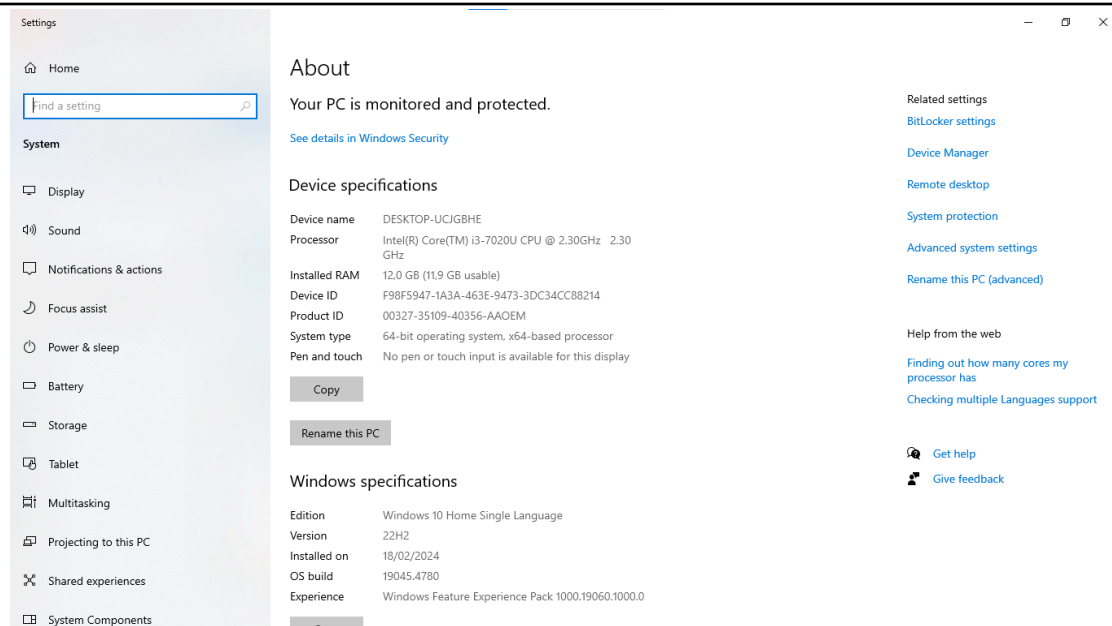 Settings
Home
Find a setting
System
Display
Sound
Notifications & actions
Focus assist
Power & sleep
Battery
Storage
Tablet
Multitasking
Projecting to this PC
Shared experiences
System Components
About
Your PC is monitored and protected.
See details in Windows Security
Device specifications
Device name DESKTOP-UCJGBHE
Processor Intel(R) Core(TM) i3-7020U CPU @ 2.30GHz 2.30
GHz
Installed RAM 12,0 GB (11,9 GB usable)
Device ID F98F5947-1A3A-463E-9473-3DC34CC88214
Product ID 00327-35109-40356-AAOEM
System type 64-bit operating system, x64-based processor
Pen and touch No pen or touch input is available for this display
Copy
Rename this PC
Windows specifications
Edition Windows 10 Home Single Language
Version 22H2
Installed on 18/02/2024
OS build 19045.4780
Experience Windows Feature Experience Pack 1000.19060.1000.0
Related settings
BitLocker settings
Device Manager
Remote desktop
System protection
Advanced system settings
Rename this PC (advanced)
Help from the web
Finding out how many cores my
processor has
Checking multiple Languages support
Get help
Give feedback